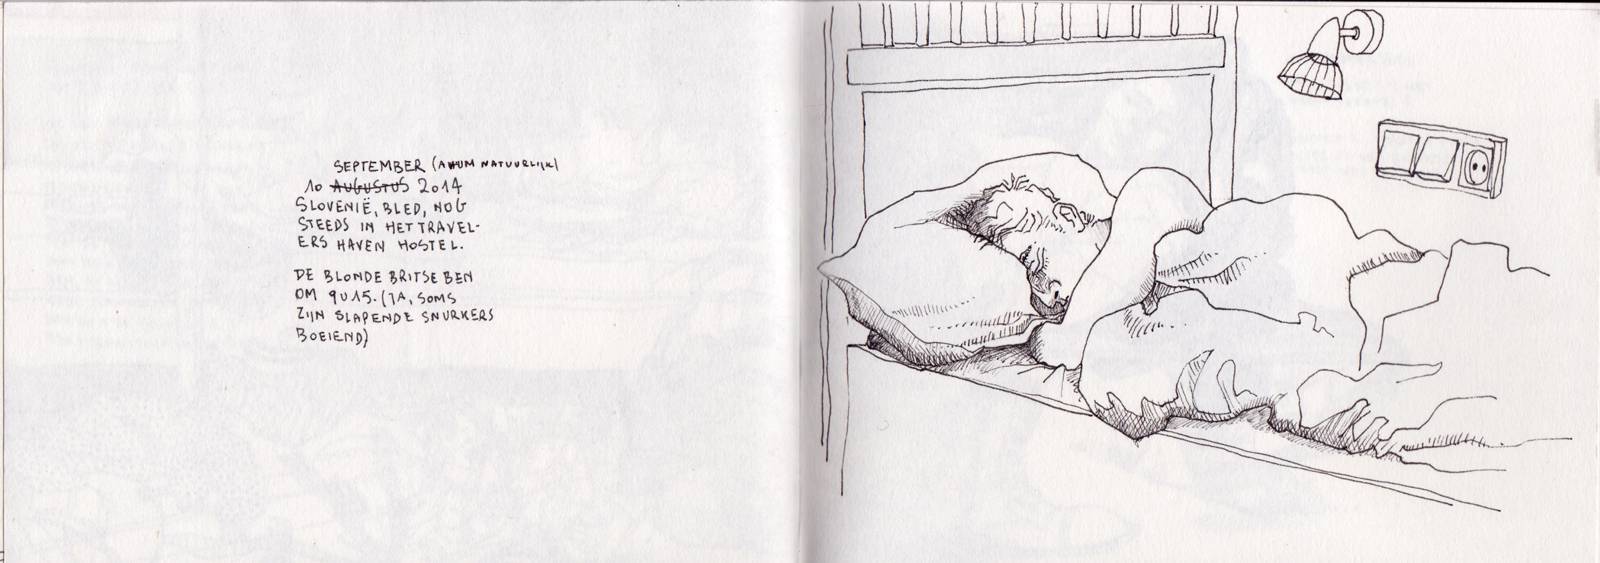 SEPTEMBER (AHUM NATUURLIJK)
10 AUGUSTUS 2014
SLOVENIË, BLED, NOG
STEEDS IN HET TRAVEL-
ERS HAVEN HOSTEL.
DE BLONDE BRITSE BEN
OM 9U15. (JA, SOMS
ZIJN SLAPENDE SNURKERS
BOEIEND)